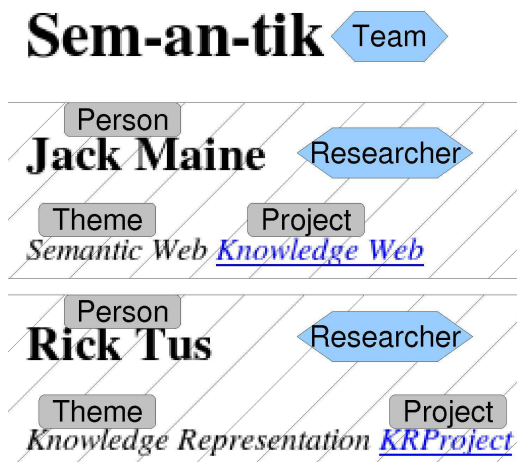 Sem-an-tik Team
Person
Jack Maine Researcher
Theme Project
Semantic Web Knowledge Web
Person
Rick Tus Researcher
Theme Project
Knowledge Representation KRProject